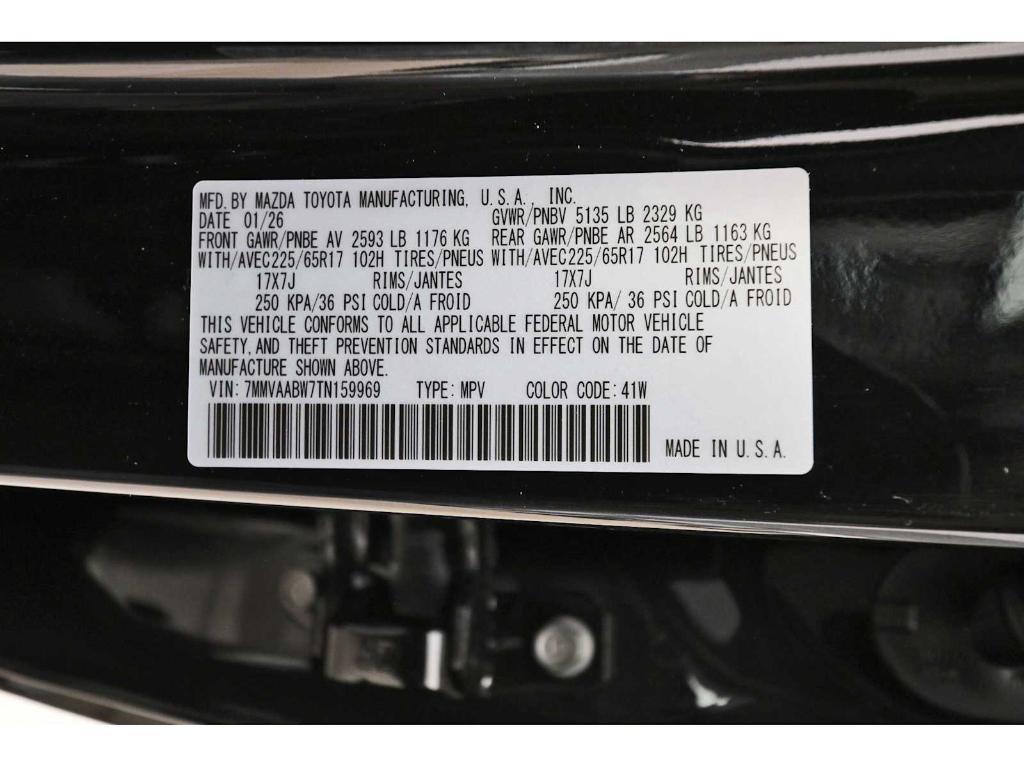 MFD. BY MAZDA TOYOTA MANUFACTURING, U.S.A., INC.
DATE 01/26 GVWR/PNBV 5135 LB 2329 KG
FRONT GAWR/PNBE AV 2593 LB 1176 KG REAR GAWR/PNBE AR 2564 LB 1163 KG
WITH/AVEC225/65R17 102H TIRES/PNEUS WITH/AVEC225/65R17 102H TIRES/PNEUS
17X7J RIMS/JANTES 17X7J RIMS/JANTES
250 KPA/36 PSI COLD/A FROID 250 KPA/ 36 PSI COLD/A FROID
THIS VEHICLE CONFORMS TO ALL APPLICABLE FEDERAL MOTOR VEHICLE
SAFETY, AND THEFT PREVENTION STANDARDS IN EFFECT ON THE DATE OF
MANUFACTURE SHOWN ABOVE.
VIN: 7MMVAABW7TN159969 TYPE: MPV COLOR CODE: 41W
MADE IN U.S.A.